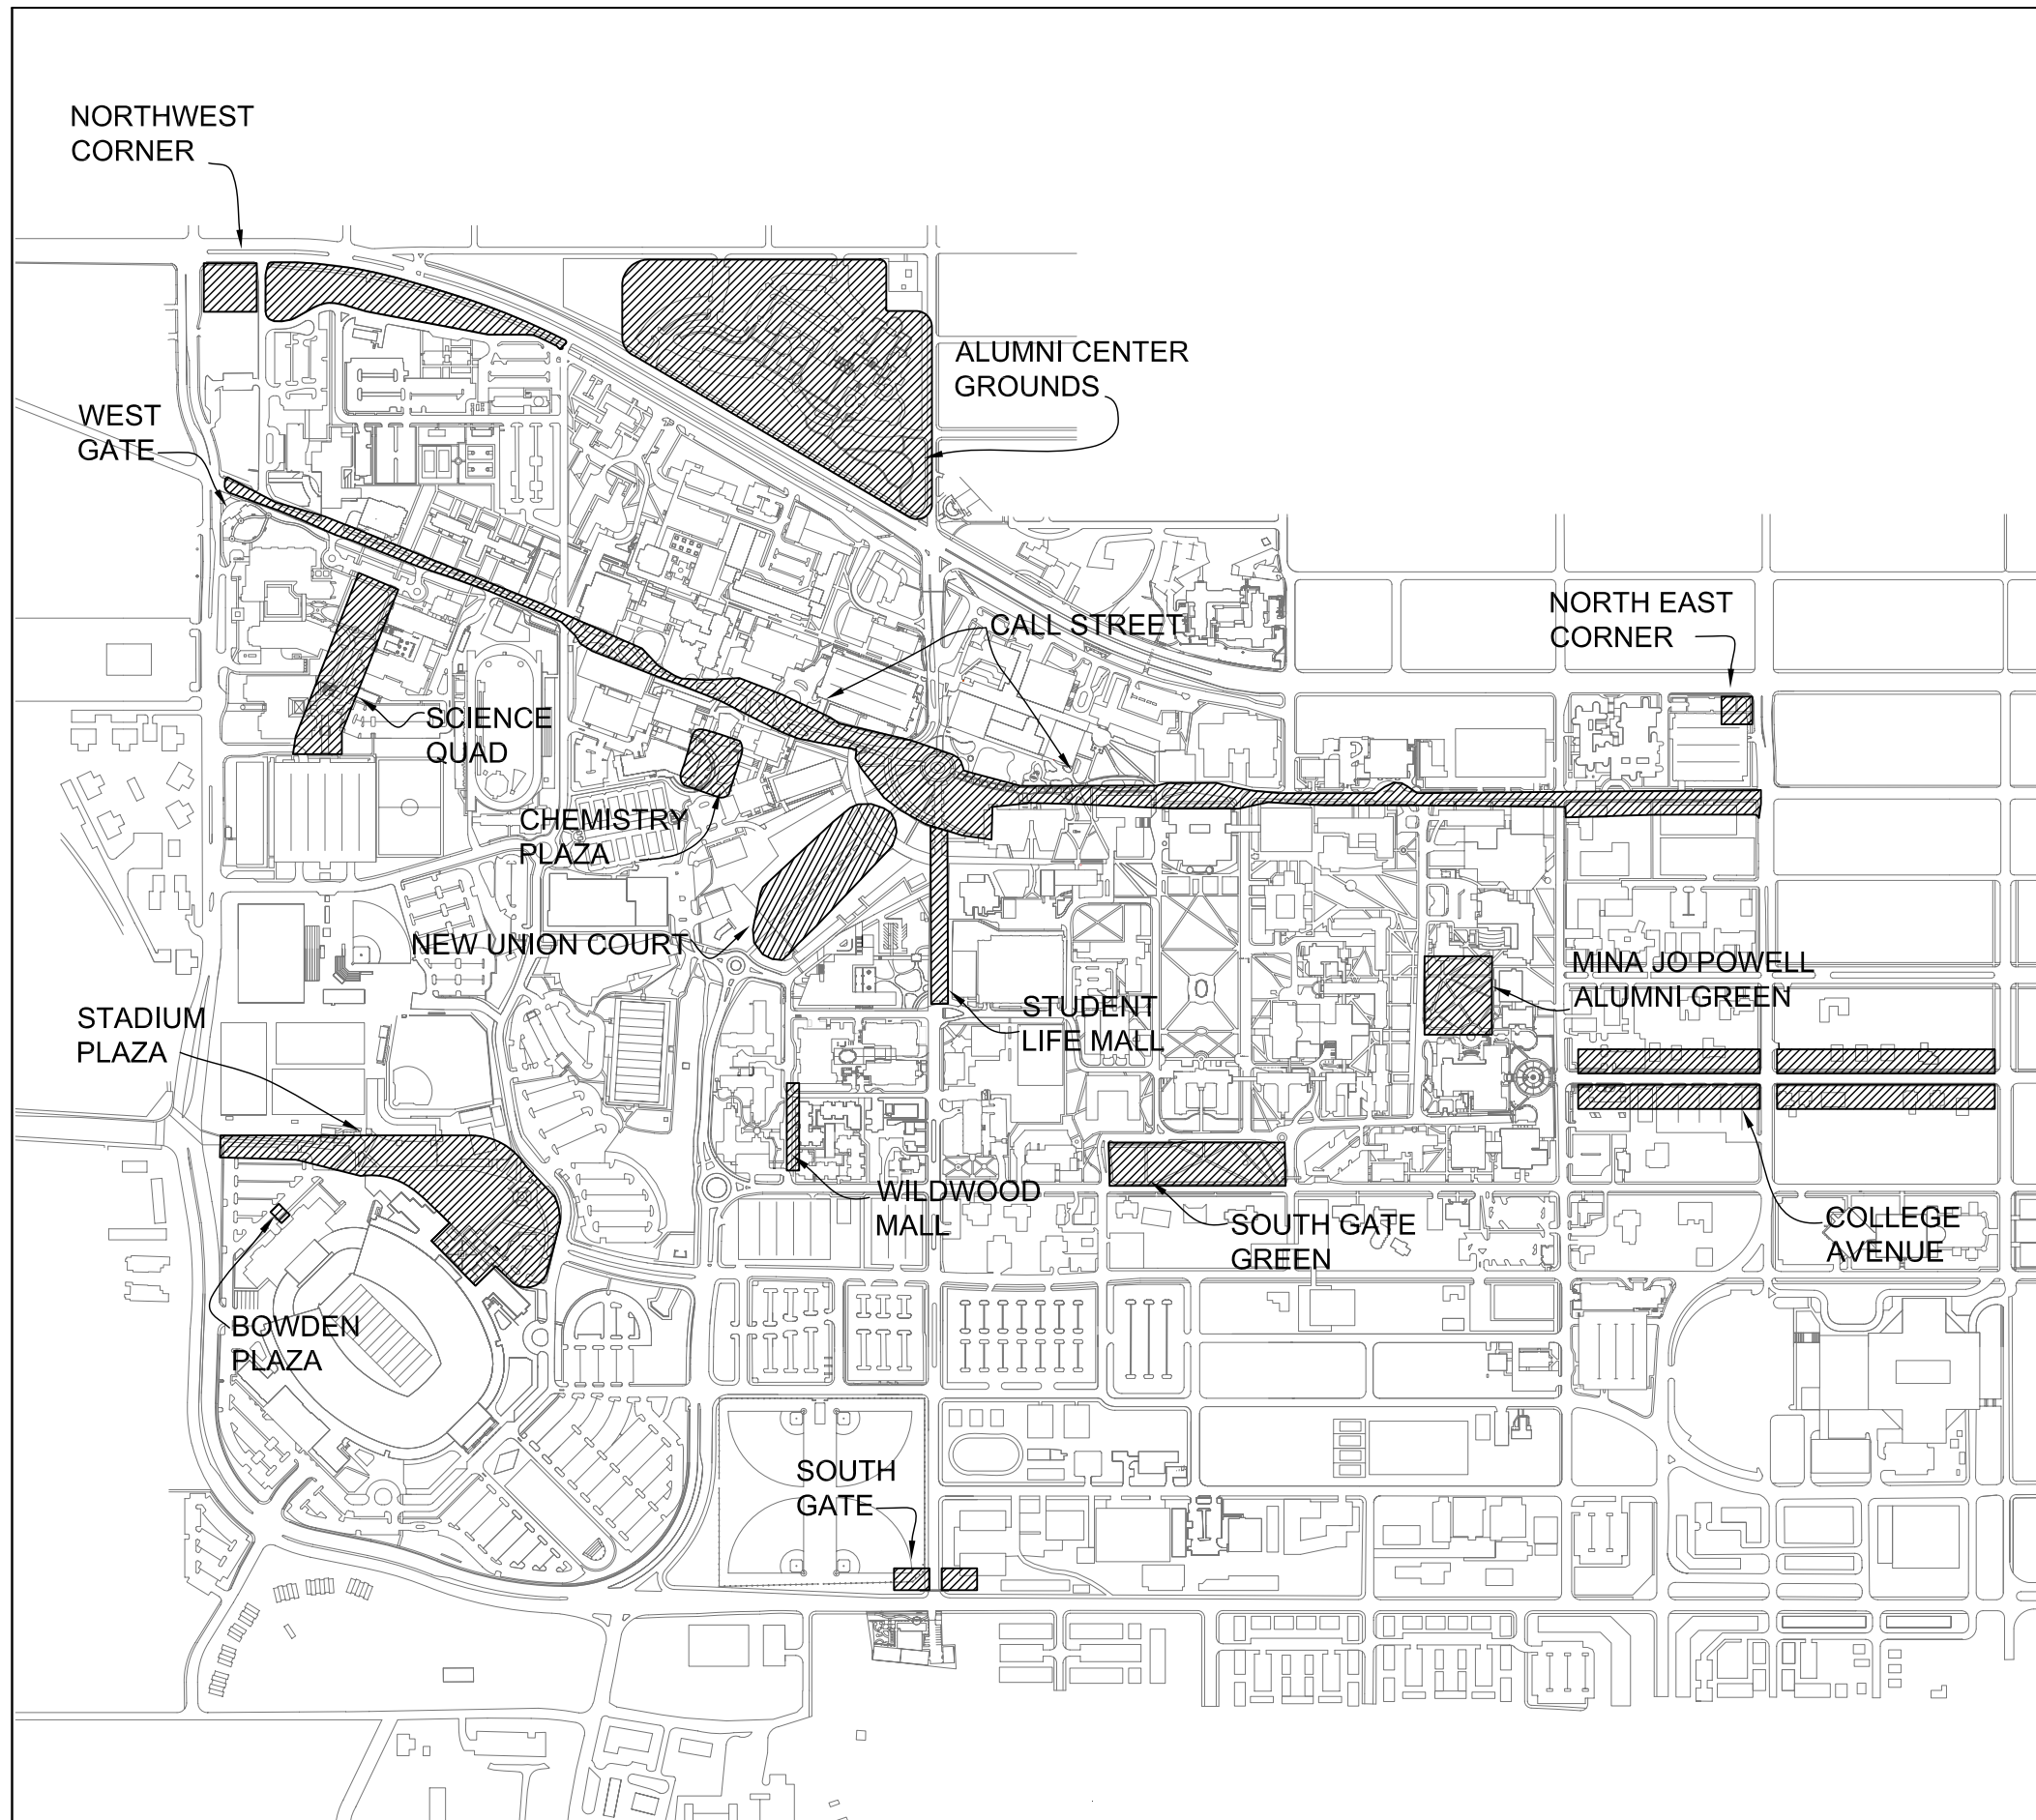 NORTHWEST
CORNER
ALUMNI CENTER
GROUNDS
WEST
GATE
CALL STREET
NORTH EAST
CORNER
SCIENCE
QUAD
CHEMISTRY
PLAZA
NEW UNION COURT
MINA JO POWELL
ALUMNI GREEN
STUDENT
LIFE MALL
STADIUM
PLAZA
WILDWOOD
MALL
SOUTH GATE
GREEN
COLLEGE
AVENUE
BOWDEN
PLAZA
SOUTH
GATE